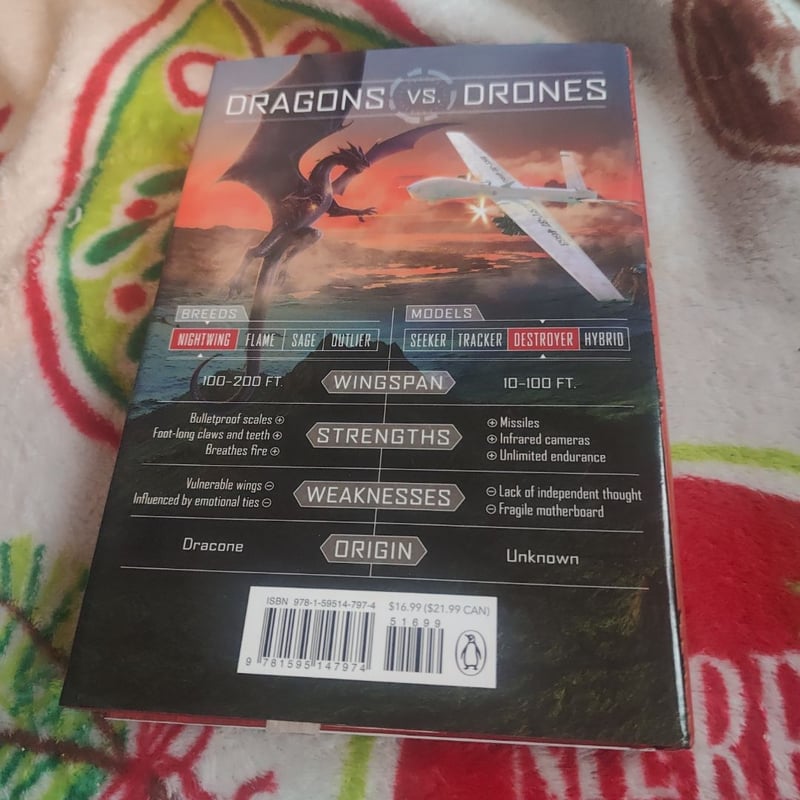 DRAGONS VS. DRONES
BREEDS
NIGHTWING FLAME SAGE OUTLIER
MODELS
SEEKER TRACKER DESTROYER HYBRID
100-200 FT. WINGSPAN 10-100 FT.
Bulletproof scales ⊕
Foot-long claws and teeth ⊕
Breathes fire ⊕
STRENGTHS
⊕ Missiles
⊕ Infrared cameras
⊕ Unlimited endurance
Vulnerable wings ⊖
Influenced by emotional ties ⊖
WEAKNESSES
⊖ Lack of independent thought
⊖ Fragile motherboard
Dracone ORIGIN Unknown
ISBN 978-1-59514-797-4 $16.99 ($21.99 CAN)
51699
9 781595 147974